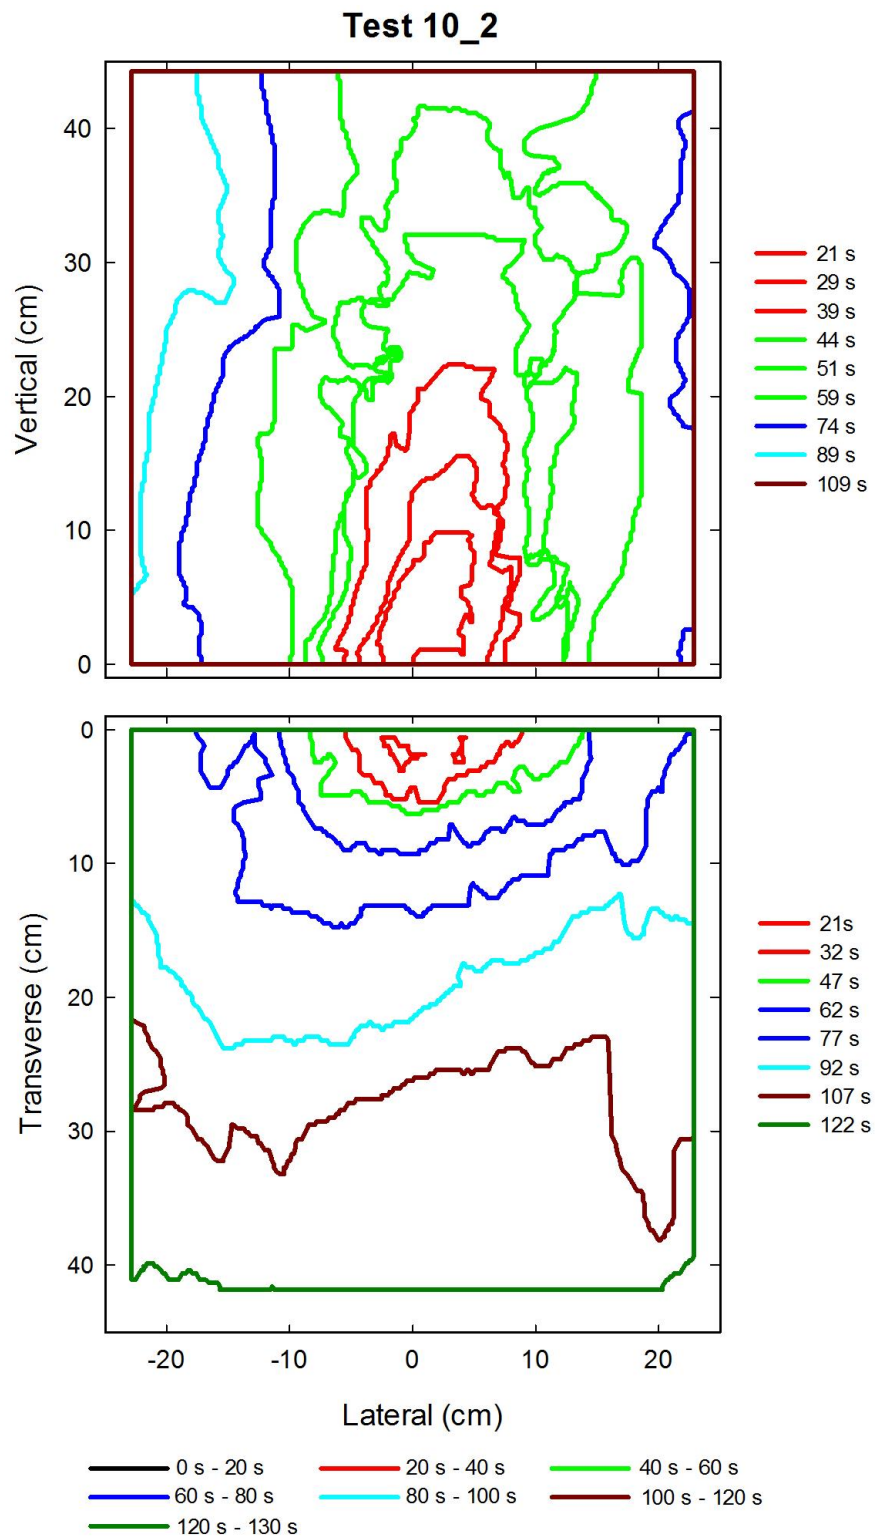 Test 10_2
Vertical (cm)
40
30
20
10
0
21 s
29 s
39 s
44 s
51 s
59 s
74 s
89 s
109 s
Transverse (cm)
0
10
20
30
40
21s
32 s
47 s
62 s
77 s
92 s
107 s
122 s
-20 -10 0 10 20
Lateral (cm)
0 s - 20 s 20 s - 40 s 40 s - 60 s
60 s - 80 s 80 s - 100 s 100 s - 120 s
120 s - 130 s